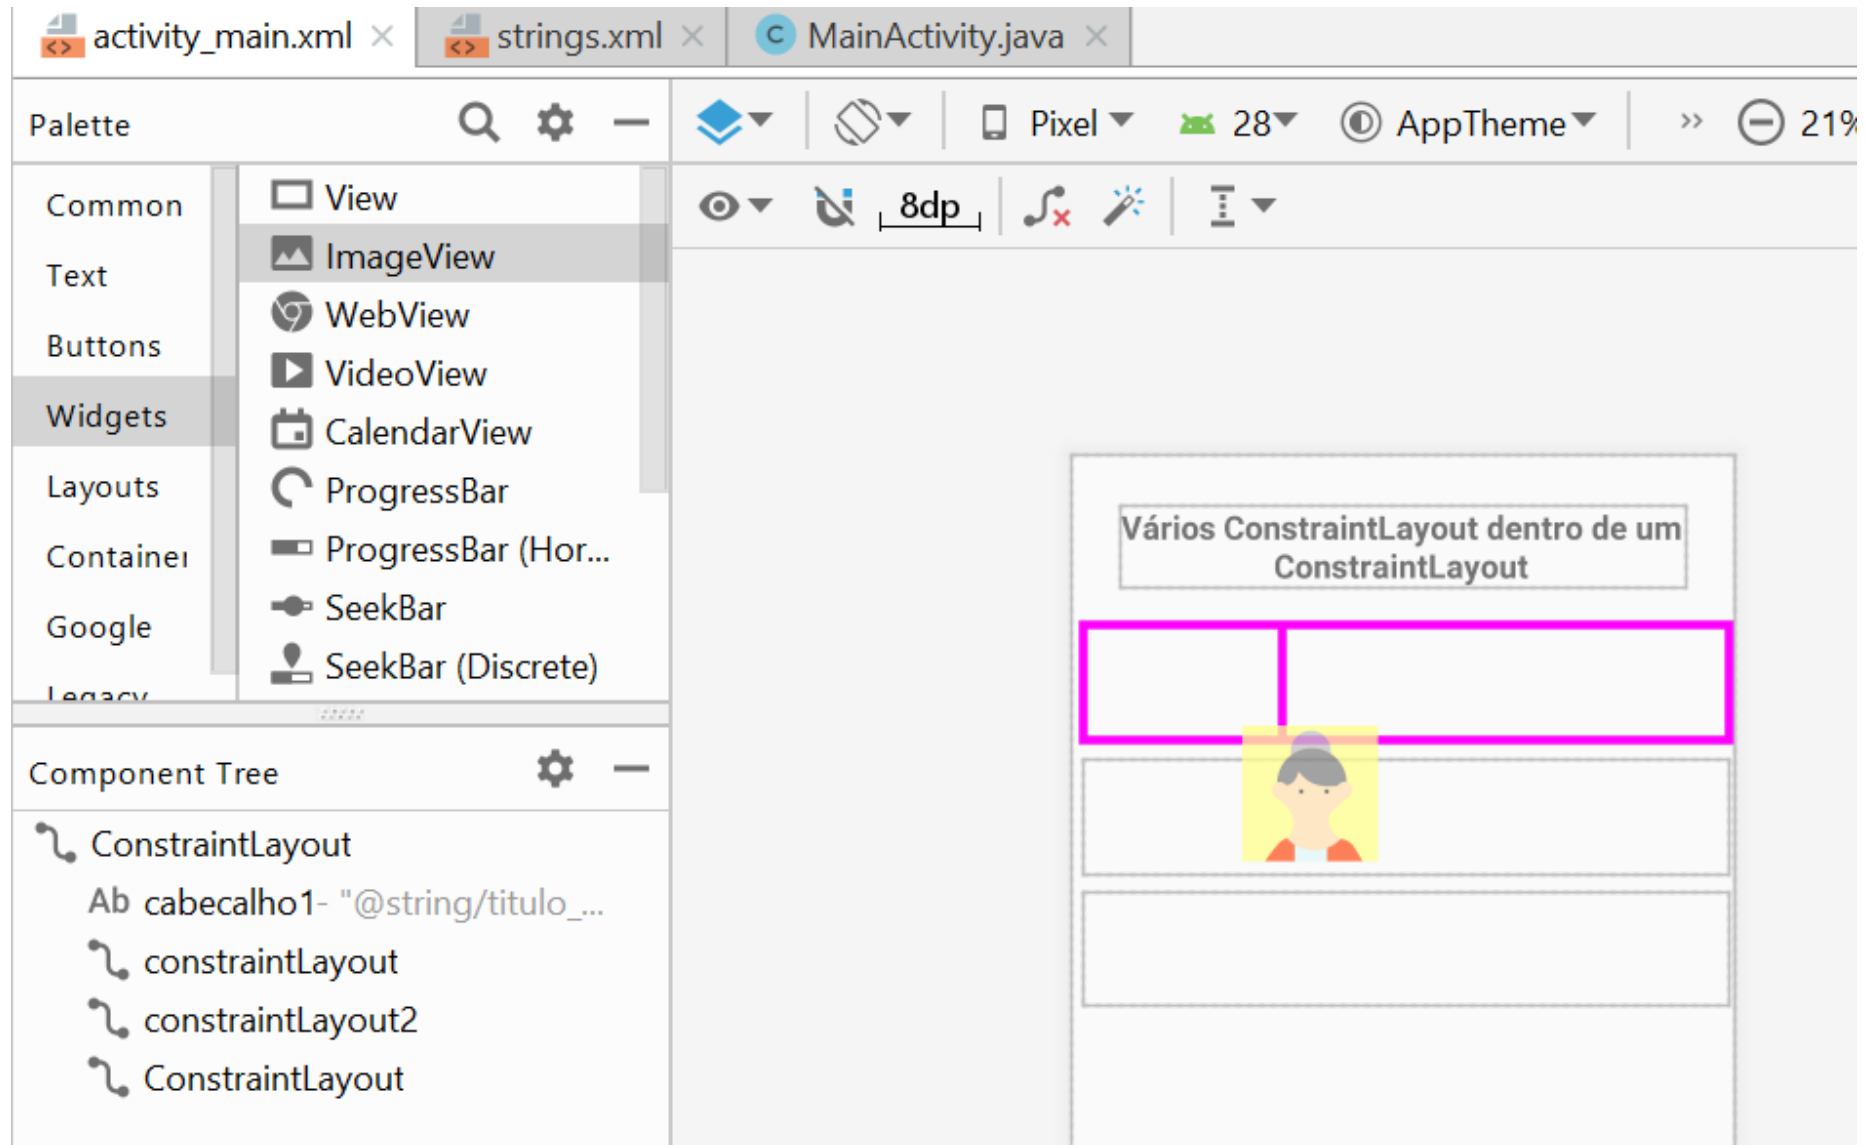 activity_main.xml
strings.xml
C MainActivity.java
Palette
Pixel
28
AppTheme
21%
8dp
Common
Text
Buttons
Widgets
Layouts
Container
Google
Legacy
View
ImageView
WebView
VideoView
CalendarView
ProgressBar
ProgressBar (Hor...
SeekBar
SeekBar (Discrete)
Component Tree
ConstraintLayout
Ab cabecalho1- "@string/titulo_...
constraintLayout
constraintLayout2
ConstraintLayout
Vários ConstraintLayout dentro de um
ConstraintLayout